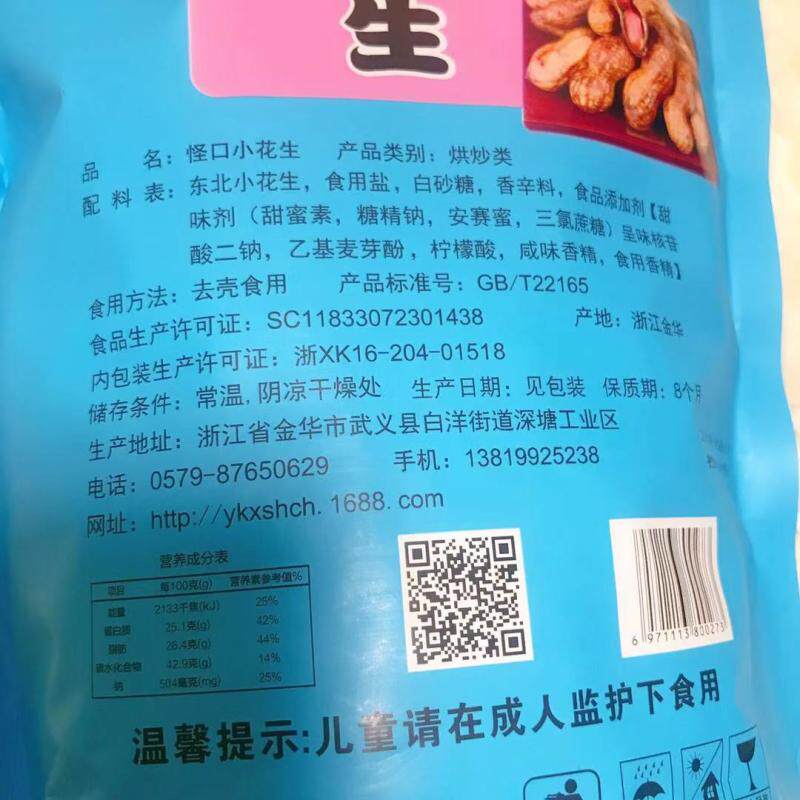 生
品 名：怪口小花生 产品类别：烘炒类
配料表：东北小花生，食用盐，白砂糖，香辛料，食品添加剂【甜
味剂（甜蜜素，糖精钠，安赛蜜，三氯蔗糖）呈味核苷
酸二钠，乙基麦芽酚，柠檬酸，咸味香精，食用香精】
食用方法：去壳食用 产品标准号：GB/T22165
食品生产许可证：SC11833072301438 产地：浙江金华
内包装生产许可证：浙XK16-204-01518
储存条件：常温,阴凉干燥处 生产日期：见包装 保质期：8个月
生产地址：浙江省金华市武义县白洋街道深塘工业区
电话：0579-87650629 手机：13819925238
网址：http://ykxshch.1688.com
营养成分表
项目 每100克(g) 营养素参考值%
能量 2133千焦(kJ) 25%
蛋白质 25.1克(g) 42%
脂肪 26.4克(g) 44%
碳水化合物 42.9克(g) 14%
钠 504毫克(mg) 25%
6 971113 800273
温馨提示:儿童请在成人监护下食用